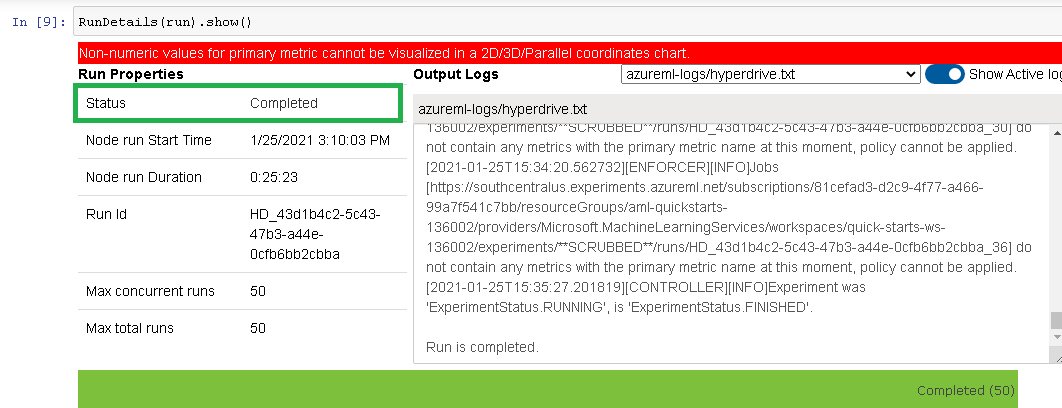 In [9]: RunDetails(run).show()
Non-numeric values for primary metric cannot be visualized in a 2D/3D/Parallel coordinates chart.
Run Properties
Status Completed
Node run Start Time 1/25/2021 3:10:03 PM
Node run Duration 0:25:23
Run Id HD_43d1b4c2-5c43-
47b3-a44e-
0cfb6bb2cbba
Max concurrent runs 50
Max total runs 50
Output Logs azureml-logs/hyperdrive.txt Show Active log
azureml-logs/hyperdrive.txt
136002/experiments/**SCRUBBED**/runs/HD_43d1b4c2-5c43-47b3-a44e-0cfb6bb2cbba_30] do
not contain any metrics with the primary metric name at this moment, policy cannot be applied.
[2021-01-25T15:34:20.562732][ENFORCER][INFO]Jobs
[https://southcentralus.experiments.azureml.net/subscriptions/81cefad3-d2c9-4f77-a466-
99a7f541c7bb/resourceGroups/aml-quickstarts-
136002/providers/Microsoft.MachineLearningServices/workspaces/quick-starts-ws-
136002/experiments/**SCRUBBED**/runs/HD_43d1b4c2-5c43-47b3-a44e-0cfb6bb2cbba_36] do
not contain any metrics with the primary metric name at this moment, policy cannot be applied.
[2021-01-25T15:35:27.201819][CONTROLLER][INFO]Experiment was
'ExperimentStatus.RUNNING', is 'ExperimentStatus.FINISHED'.
Run is completed.
Completed (50)